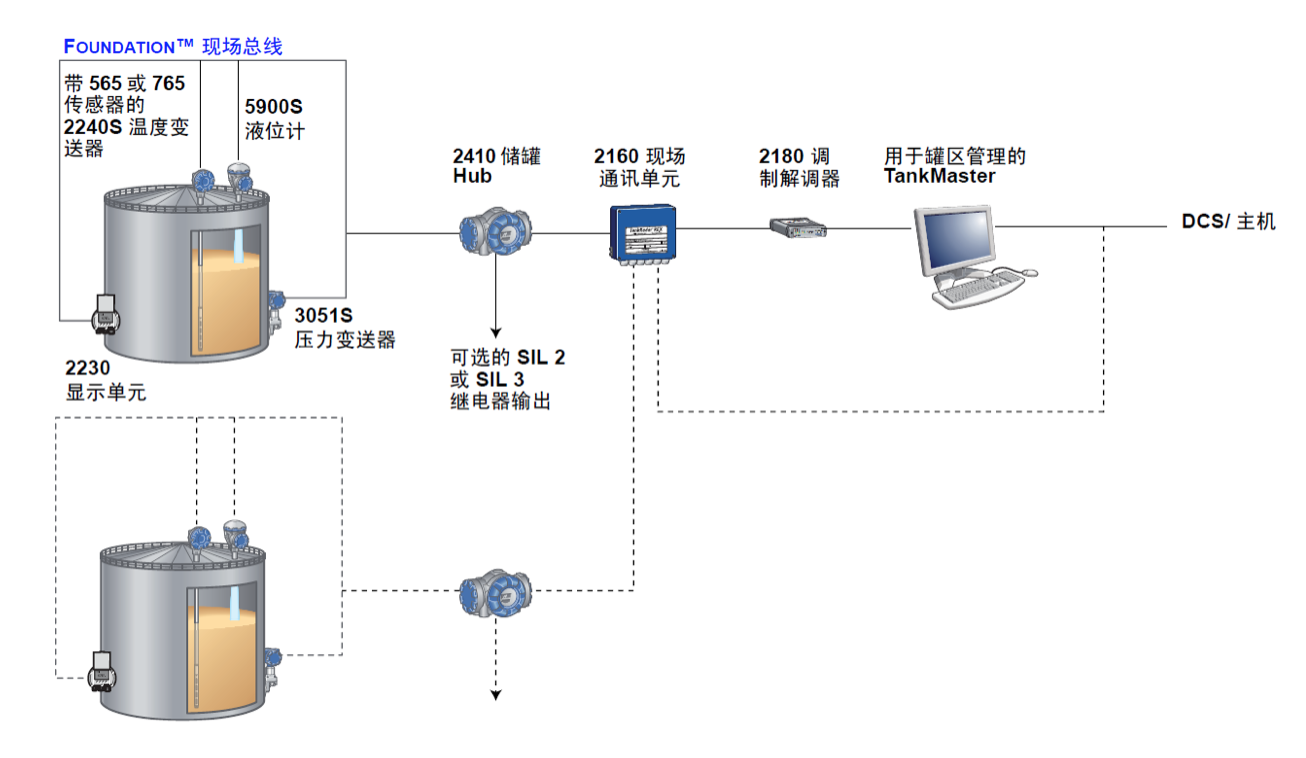 FOUNDATION™ 现场总线
带 565 或 765
传感器的
2240S 温度变
送器
5900S
液位计
2410 储罐
Hub
2160 现场
通讯单元
2180 调
制解调器
用于罐区管理的
TankMaster
DCS/ 主机
3051S
压力变送器
2230
显示单元
可选的 SIL 2
或 SIL 3
继电器输出